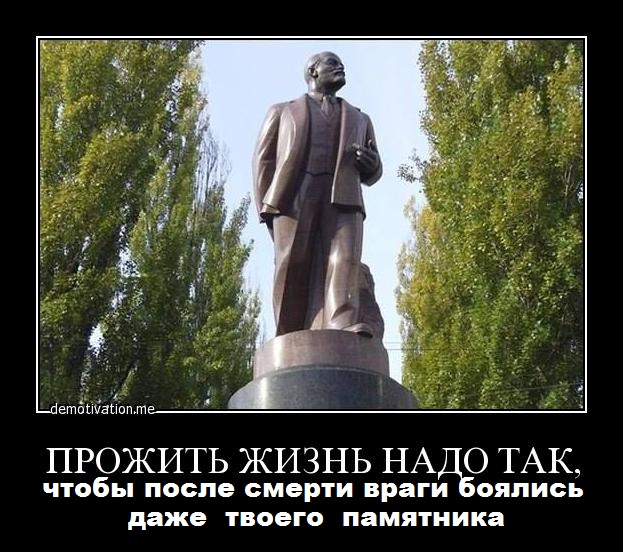 demotivation.me
ПРОЖИТЬ ЖИЗНЬ НАДО ТАК,
чтобы после смерти враги боялись
даже твоего памятника